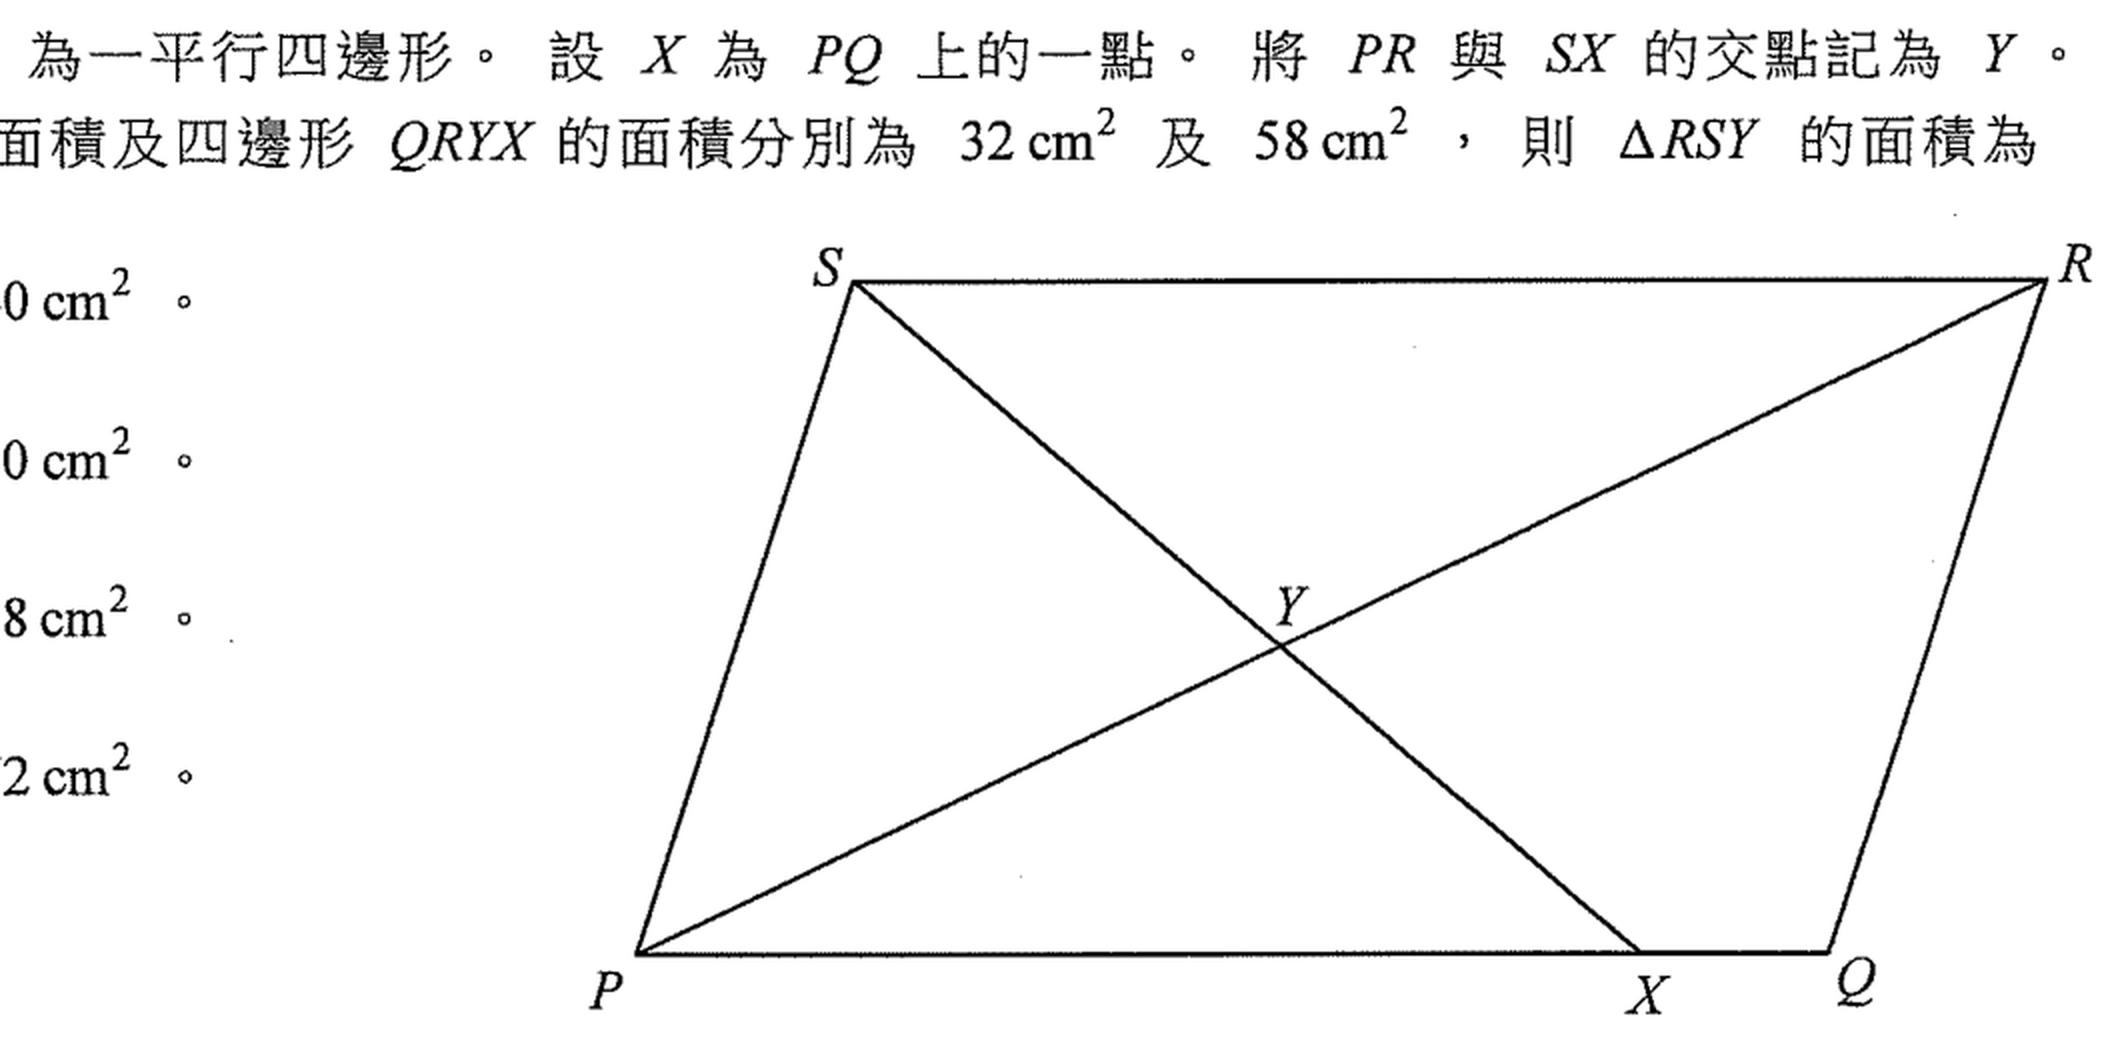 為一平行四邊形。 設 X 為 PQ 上的一點。 將 PR 與 SX 的交點記為 Y 。
面積及四邊形 QRYX 的面積分別為 32 cm² 及 58 cm² ， 則 ΔRSY 的面積為
S
R
0 cm² 。
0 cm² 。
Y
8 cm² 。
2 cm² 。
P
X
Q